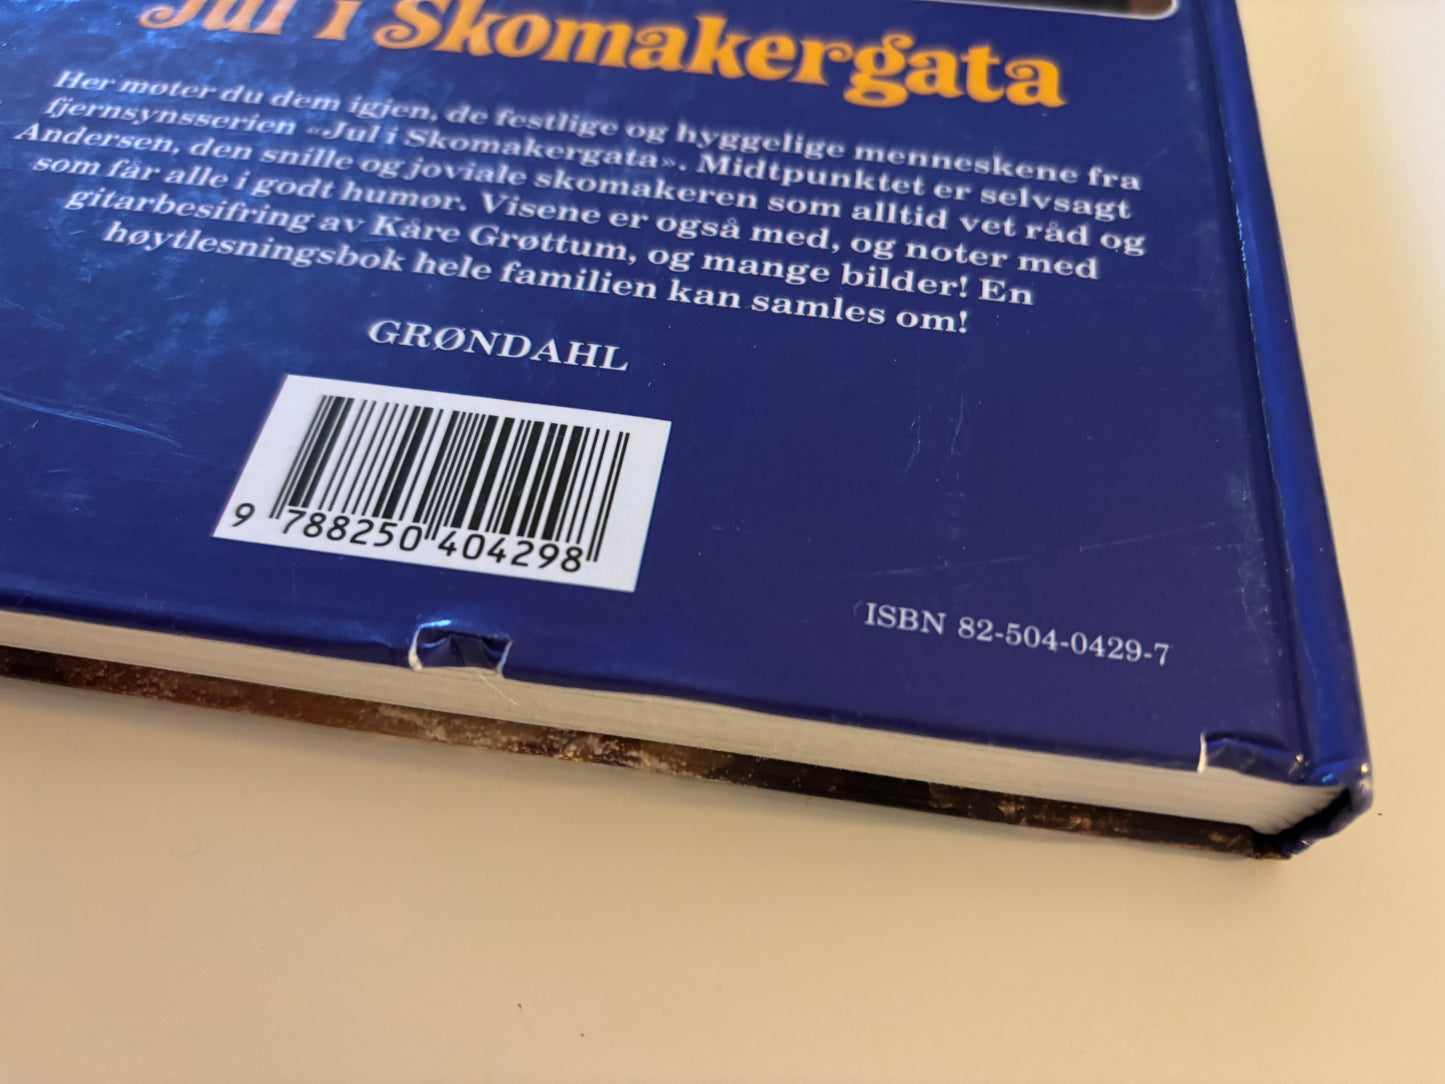 Jul i Skomakergata
Her møter du dem igjen, de festlige og hyggelige menneskene fra
fjernsynsserien «Jul i Skomakergata». Midtpunktet er selvsagt
Andersen, den snille og joviale skomakeren som alltid vet råd og
som får alle i godt humør. Visene er også med, og noter med
gitarbesifring av Kåre Grøttum, og mange bilder! En
høytlesningsbok hele familien kan samles om!
GRØNDAHL
9 788250 404298
ISBN 82-504-0429-7